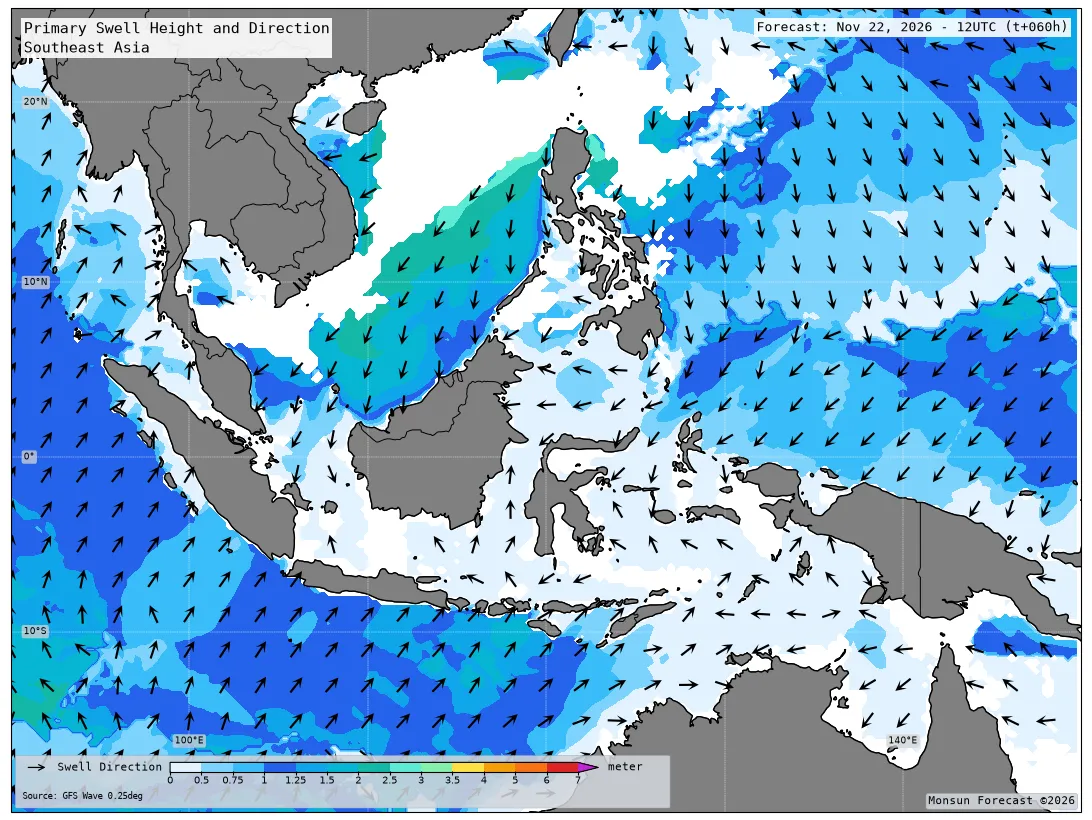 Primary Swell Height and Direction
Southeast Asia
Forecast: Nov 22, 2026 - 12UTC (t+060h)
20°N
10°N
0°
10°S
100°E
140°E
Swell Direction
meter
0 0.5 0.75 1 1.25 1.5 2 2.5 3 3.5 4 5 6 7
Source: GFS Wave 0.25deg
Monsun Forecast ©2026